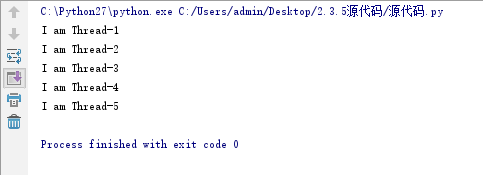 C:\Python27\python.exe C:/Users/admin/Desktop/2.3.5源代码/源代码.py
I am Thread-1
I am Thread-2
I am Thread-3
I am Thread-4
I am Thread-5
Process finished with exit code 0